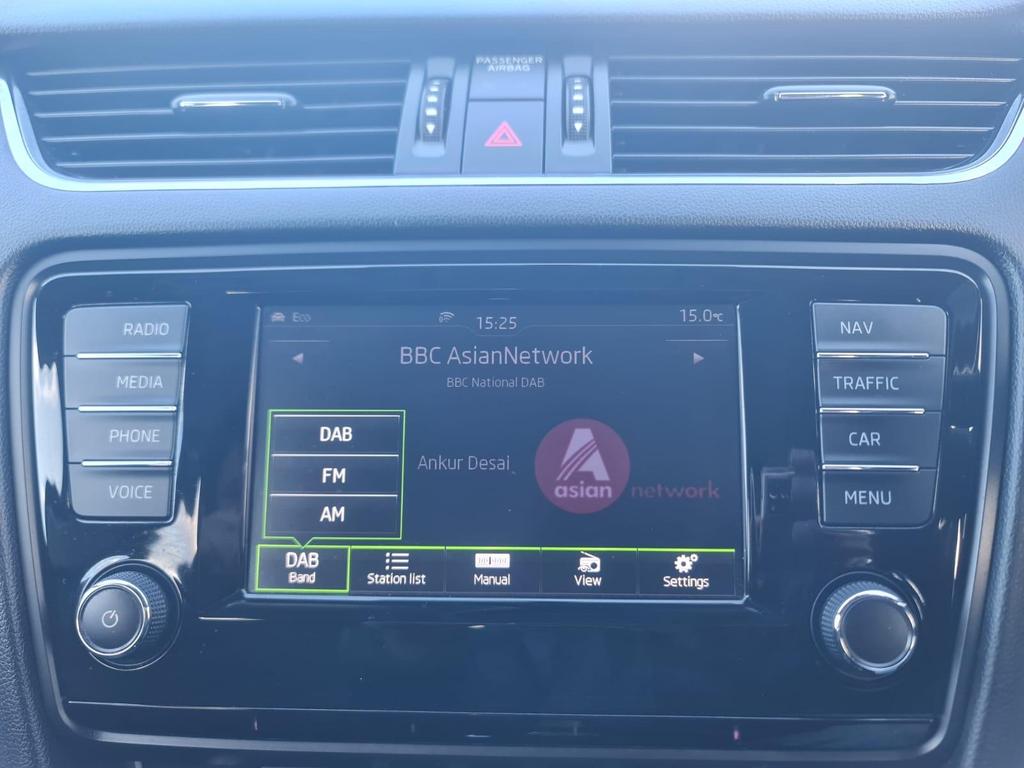 PASSENGER
AIRBAG
RADIO
MEDIA
PHONE
VOICE
Eco
15:25
15.0°C
BBC AsianNetwork
BBC National DAB
DAB
FM
AM
Ankur Desai
A
asian network
DAB
Band
Station list
Manual
View
Settings
NAV
TRAFFIC
CAR
MENU